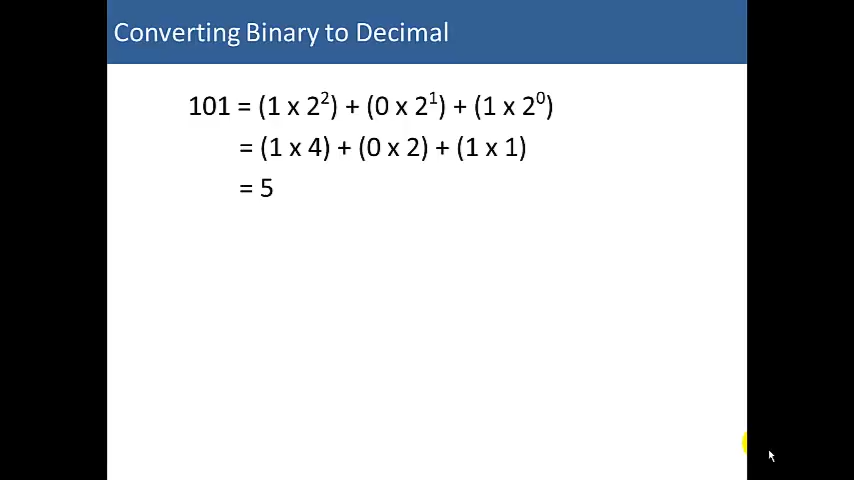 Converting Binary to Decimal
101 = (1 x 2²) + (0 x 2¹) + (1 x 2⁰)
= (1 x 4) + (0 x 2) + (1 x 1)
= 5